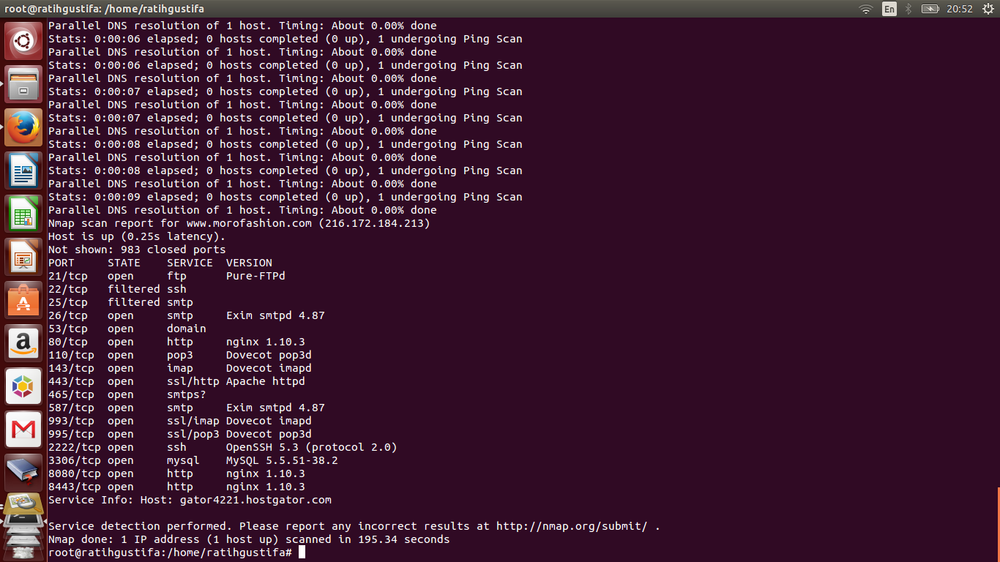 root@ratihgustifa: /home/ratihgustifa
En
20:52
Parallel DNS resolution of 1 host. Timing: About 0.00% done
Stats: 0:00:06 elapsed; 0 hosts completed (0 up), 1 undergoing Ping Scan
Parallel DNS resolution of 1 host. Timing: About 0.00% done
Stats: 0:00:06 elapsed; 0 hosts completed (0 up), 1 undergoing Ping Scan
Parallel DNS resolution of 1 host. Timing: About 0.00% done
Stats: 0:00:07 elapsed; 0 hosts completed (0 up), 1 undergoing Ping Scan
Parallel DNS resolution of 1 host. Timing: About 0.00% done
Stats: 0:00:07 elapsed; 0 hosts completed (0 up), 1 undergoing Ping Scan
Parallel DNS resolution of 1 host. Timing: About 0.00% done
Stats: 0:00:08 elapsed; 0 hosts completed (0 up), 1 undergoing Ping Scan
Parallel DNS resolution of 1 host. Timing: About 0.00% done
Stats: 0:00:08 elapsed; 0 hosts completed (0 up), 1 undergoing Ping Scan
Parallel DNS resolution of 1 host. Timing: About 0.00% done
Stats: 0:00:09 elapsed; 0 hosts completed (0 up), 1 undergoing Ping Scan
Parallel DNS resolution of 1 host. Timing: About 0.00% done
Nmap scan report for www.morofashion.com (216.172.184.213)
Host is up (0.25s latency).
Not shown: 983 closed ports
PORT     STATE    SERVICE  VERSION
21/tcp   open     ftp      Pure-FTPd
22/tcp   filtered ssh
25/tcp   filtered smtp
26/tcp   open     smtp     Exim smtpd 4.87
53/tcp   open     domain
80/tcp   open     http     nginx 1.10.3
110/tcp  open     pop3     Dovecot pop3d
143/tcp  open     imap     Dovecot imapd
443/tcp  open     ssl/http Apache httpd
465/tcp  open     smtps?
587/tcp  open     smtp     Exim smtpd 4.87
993/tcp  open     ssl/imap Dovecot imapd
995/tcp  open     ssl/pop3 Dovecot pop3d
2222/tcp open     ssh      OpenSSH 5.3 (protocol 2.0)
3306/tcp open     mysql    MySQL 5.5.51-38.2
8080/tcp open     http     nginx 1.10.3
8443/tcp open     http     nginx 1.10.3
Service Info: Host: gator4221.hostgator.com
Service detection performed. Please report any incorrect results at http://nmap.org/submit/ .
Nmap done: 1 IP address (1 host up) scanned in 195.34 seconds
root@ratihgustifa:/home/ratihgustifa#